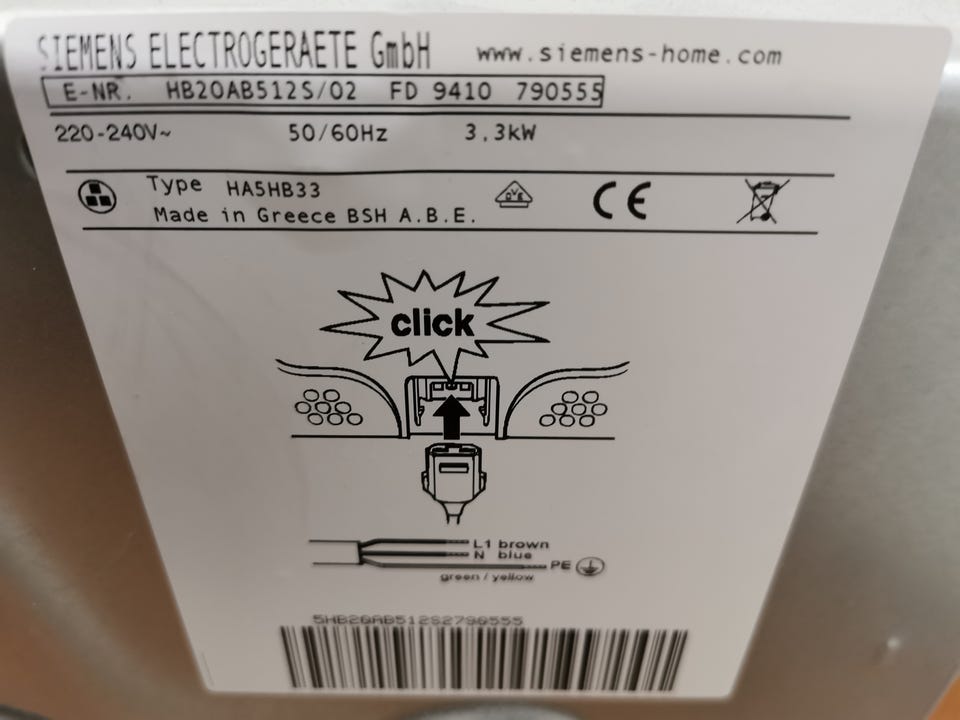 SIEMENS ELECTROGERAETE GmbH www.siemens-home.com
E-NR. HB20AB512S/02 FD 9410 790555
220-240V~ 50/60Hz 3,3kW
Type HA5HB33
Made in Greece BSH A.B.E.
OVE
CE
click
L1 brown
N blue
PE
green / yellow
5HB20AB512S2790555